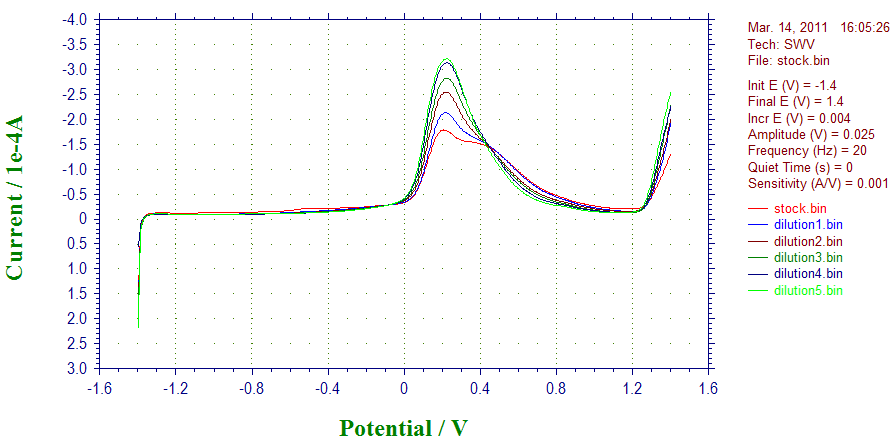 Current / 1e-4A
-4.0
-3.5
-3.0
-2.5
-2.0
-1.5
-1.0
-0.5
0
0.5
1.0
1.5
2.0
2.5
3.0
-1.6 -1.2 -0.8 -0.4 0 0.4 0.8 1.2 1.6
Potential / V
Mar. 14, 2011 16:05:26
Tech: SWV
File: stock.bin
Init E (V) = -1.4
Final E (V) = 1.4
Incr E (V) = 0.004
Amplitude (V) = 0.025
Frequency (Hz) = 20
Quiet Time (s) = 0
Sensitivity (A/V) = 0.001
stock.bin
dilution1.bin
dilution2.bin
dilution3.bin
dilution4.bin
dilution5.bin